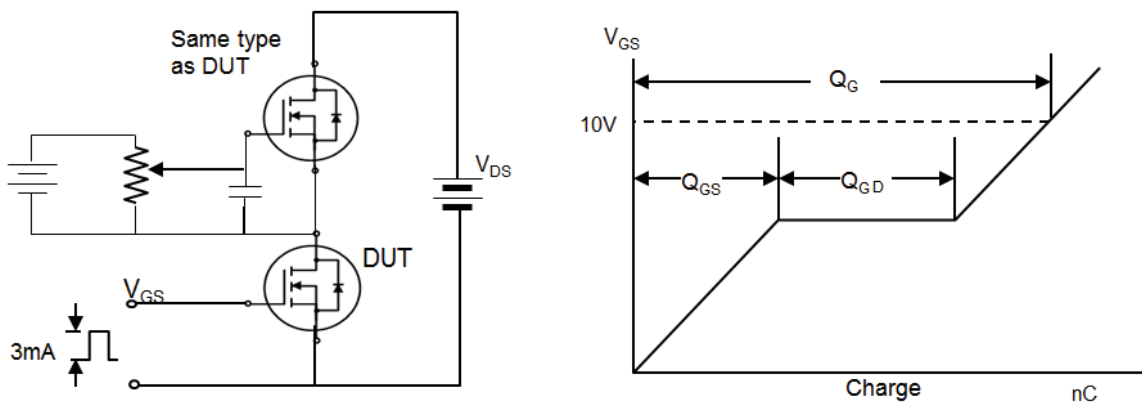 Same type
as DUT
V_DS
DUT
V_GS
3mA
V_GS
Q_G
10V
Q_GS
Q_GD
Charge
nC